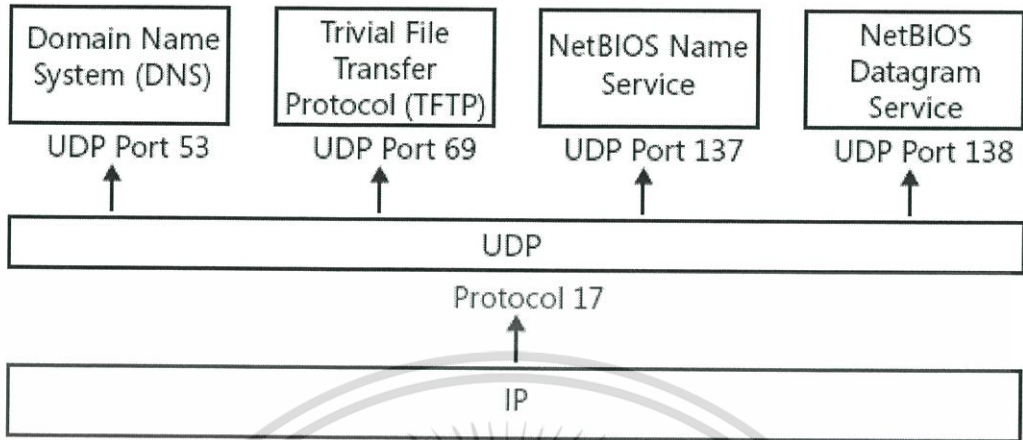 Domain Name
System (DNS)
UDP Port 53
Trivial File
Transfer
Protocol (TFTP)
UDP Port 69
NetBIOS Name
Service
UDP Port 137
NetBIOS
Datagram
Service
UDP Port 138
UDP
Protocol 17
IP